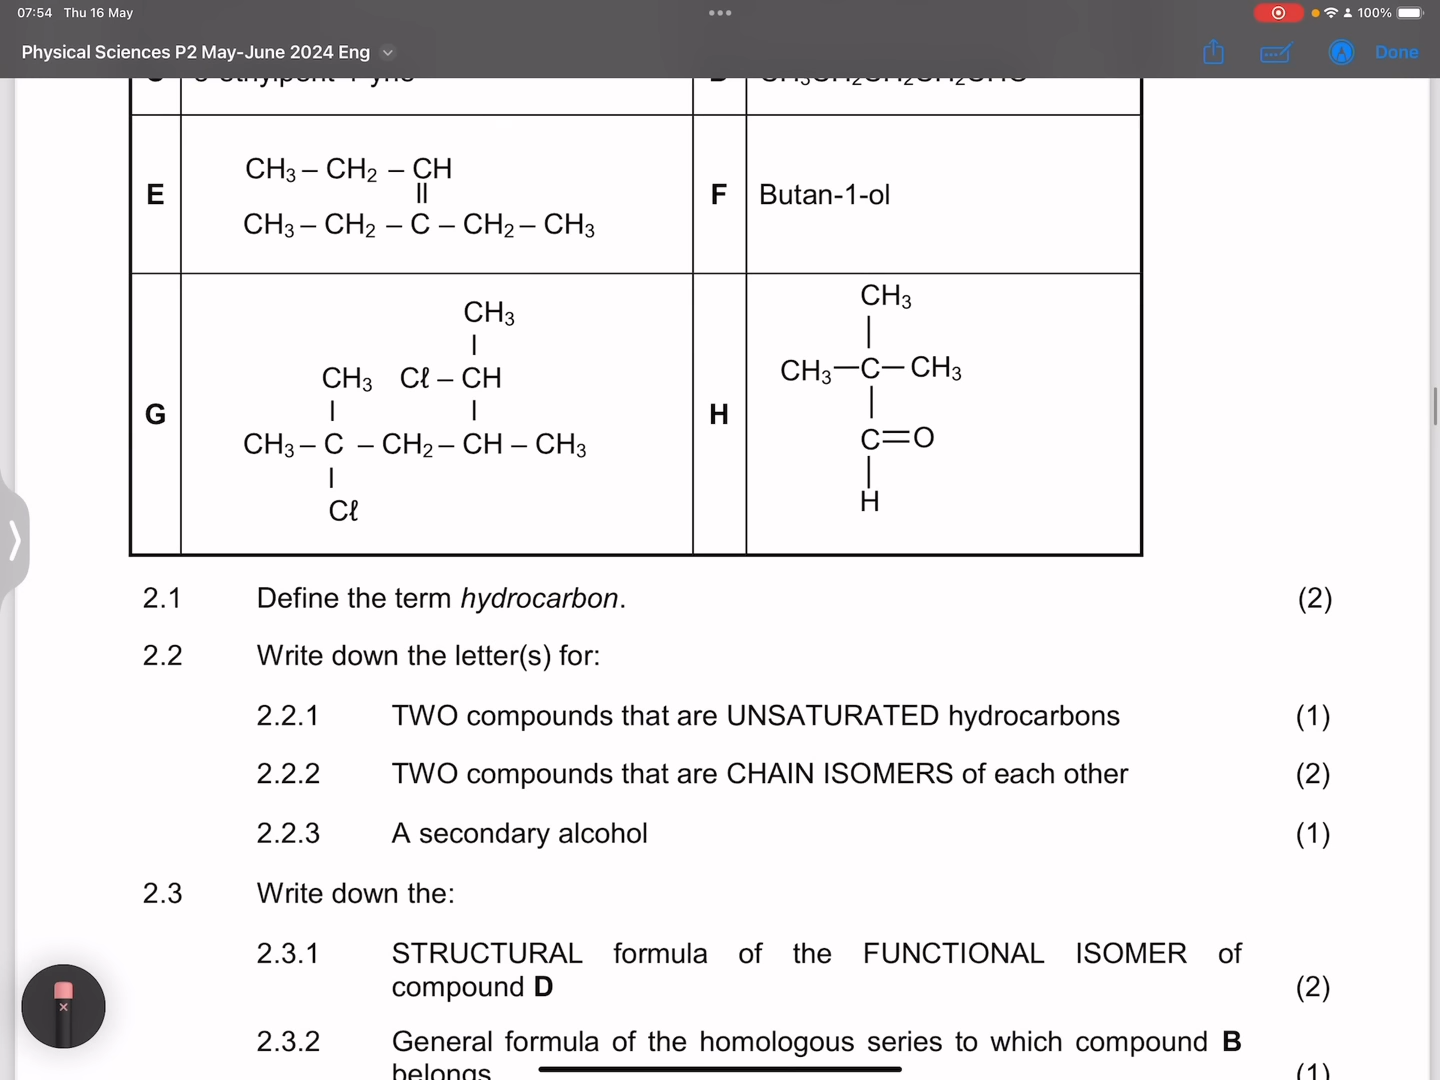 07:54 Thu 16 May
100%
Physical Sciences P2 May-June 2024 Eng
Done
E
CH₃ – CH₂ – CH
||
CH₃ – CH₂ – C – CH₂ – CH₃
F
Butan-1-ol
G
CH₃
|
CH₃ Cℓ – CH
| |
CH₃ – C – CH₂ – CH – CH₃
|
Cℓ
H
CH₃
|
CH₃—C—CH₃
|
C=O
|
H
2.1 Define the term hydrocarbon. (2)
2.2 Write down the letter(s) for:
2.2.1 TWO compounds that are UNSATURATED hydrocarbons (1)
2.2.2 TWO compounds that are CHAIN ISOMERS of each other (2)
2.2.3 A secondary alcohol (1)
2.3 Write down the:
2.3.1 STRUCTURAL formula of the FUNCTIONAL ISOMER of
compound D (2)
2.3.2 General formula of the homologous series to which compound B
belongs (1)